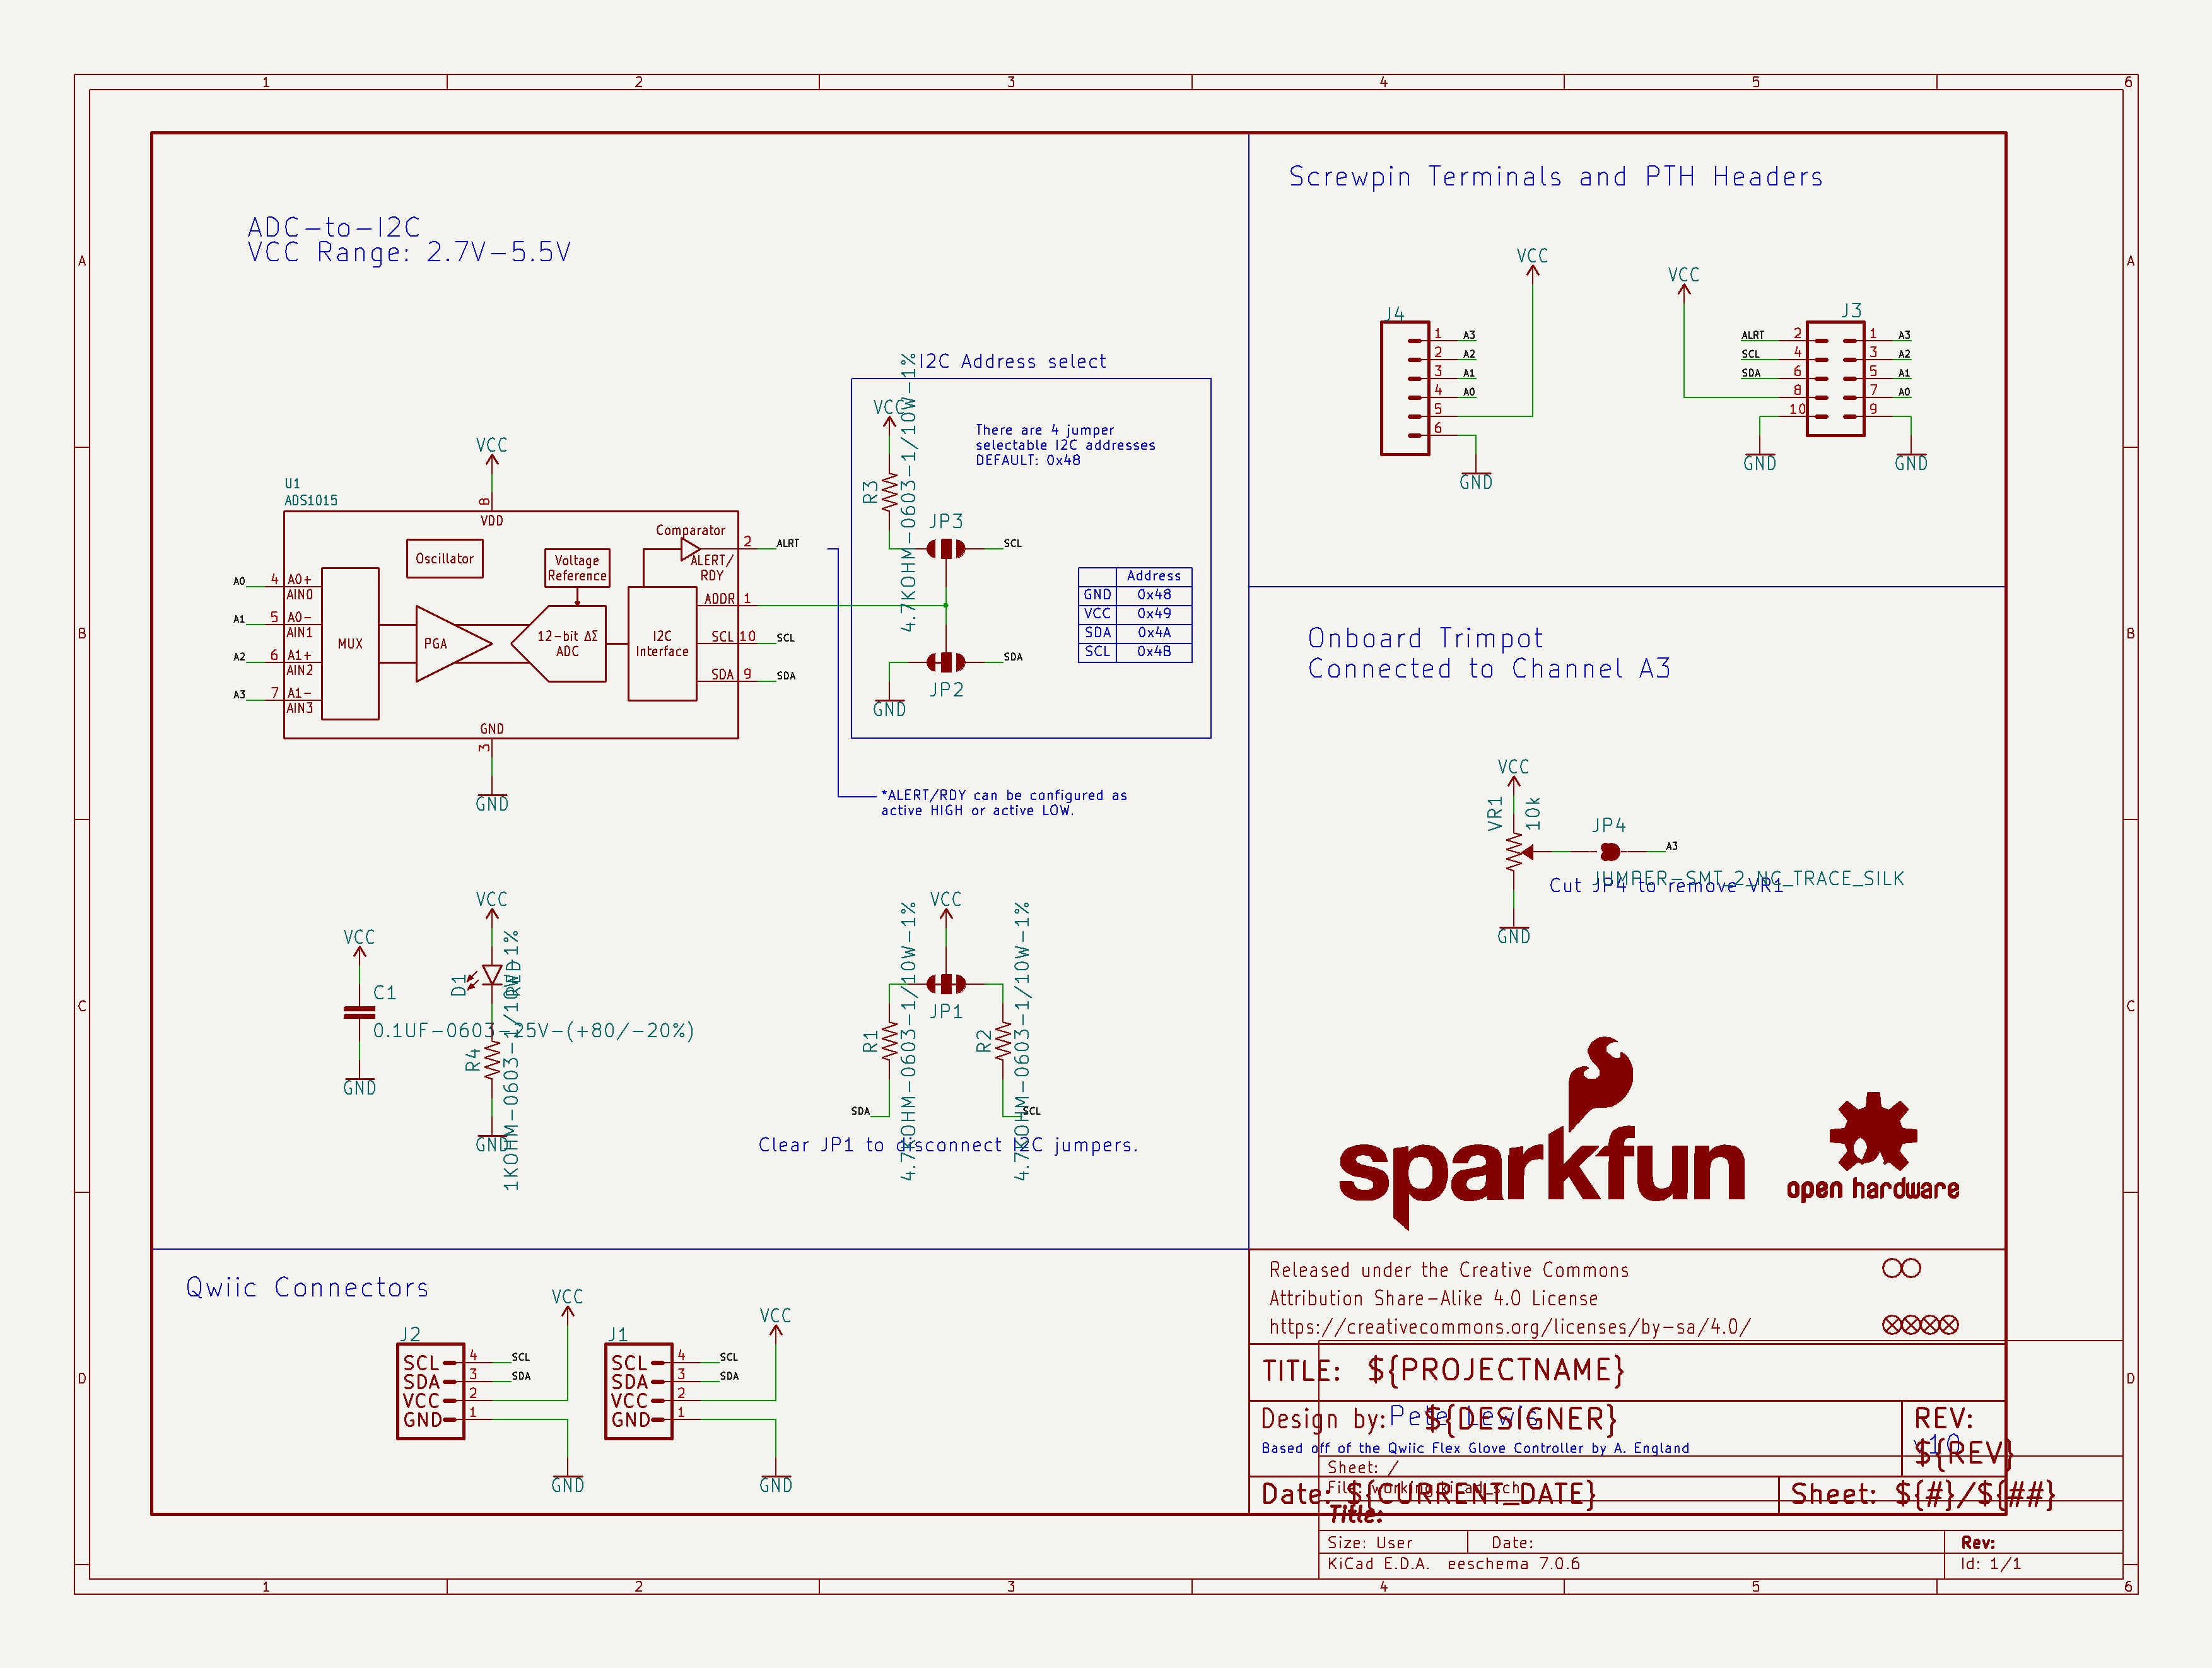 1 2 3 4 5 6
A A
B B
C C
D D
ADC-to-I2C
VCC Range: 2.7V-5.5V
VCC
U1
ADS1015
8
VDD
Oscillator
Voltage
Reference
Comparator
ALERT/
RDY
2 ALRT
A0 4 A0+
AIN0
A1 5 A0-
AIN1
A2 6 A1+
AIN2
A3 7 A1-
AIN3
MUX
PGA
12-bit ΔΣ
ADC
I2C
Interface
ADDR 1
SCL 10 SCL
SDA 9 SDA
GND
3
GND
I2C Address select
VCC
R3
4.7KOHM-0603-1/10W-1%
There are 4 jumper
selectable I2C addresses
DEFAULT: 0x48
JP3
SCL
SDA
JP2
GND
Address
GND 0x48
VCC 0x49
SDA 0x4A
SCL 0x4B
*ALERT/RDY can be configured as
active HIGH or active LOW.
VCC
C1
0.1UF-0603-25V-(+80/-20%)
GND
VCC
D1
RED
R4
1KOHM-0603-1/10W-1%
GND
VCC
JP1
R1
4.7KOHM-0603-1/10W-1%
R2
4.7KOHM-0603-1/10W-1%
SDA
SCL
Clear JP1 to disconnect I2C jumpers.
Screwpin Terminals and PTH Headers
VCC
J4
1 A3
2 A2
3 A1
4 A0
5
6
GND
VCC
J3
ALRT 2 1 A3
SCL 4 3 A2
SDA 6 5 A1
8 7 A0
10 9
GND GND
Onboard Trimpot
Connected to Channel A3
VCC
VR1
10k
JP4
A3
JUMPER-SMT_2_NC_TRACE_SILK
Cut JP4 to remove VR1
GND
sparkfun
open hardware
Qwiic Connectors
VCC
J2
SCL 4 SCL
SDA 3 SDA
VCC 2
GND 1
GND
VCC
J1
SCL 4 SCL
SDA 3 SDA
VCC 2
GND 1
GND
Released under the Creative Commons
Attribution Share-Alike 4.0 License
https://creativecommons.org/licenses/by-sa/4.0/
TITLE: ${PROJECTNAME}
Design by: Pete Lewis ${DESIGNER}
Based off of the Qwiic Flex Glove Controller by A. England
REV:
v10
${REV}
Sheet: /
File: working.kicad_sch
Date: ${CURRENT_DATE}
Sheet: ${#}/${##}
Title:
Size: User Date: Rev:
KiCad E.D.A. eeschema 7.0.6 Id: 1/1
1 2 3 4 5 6